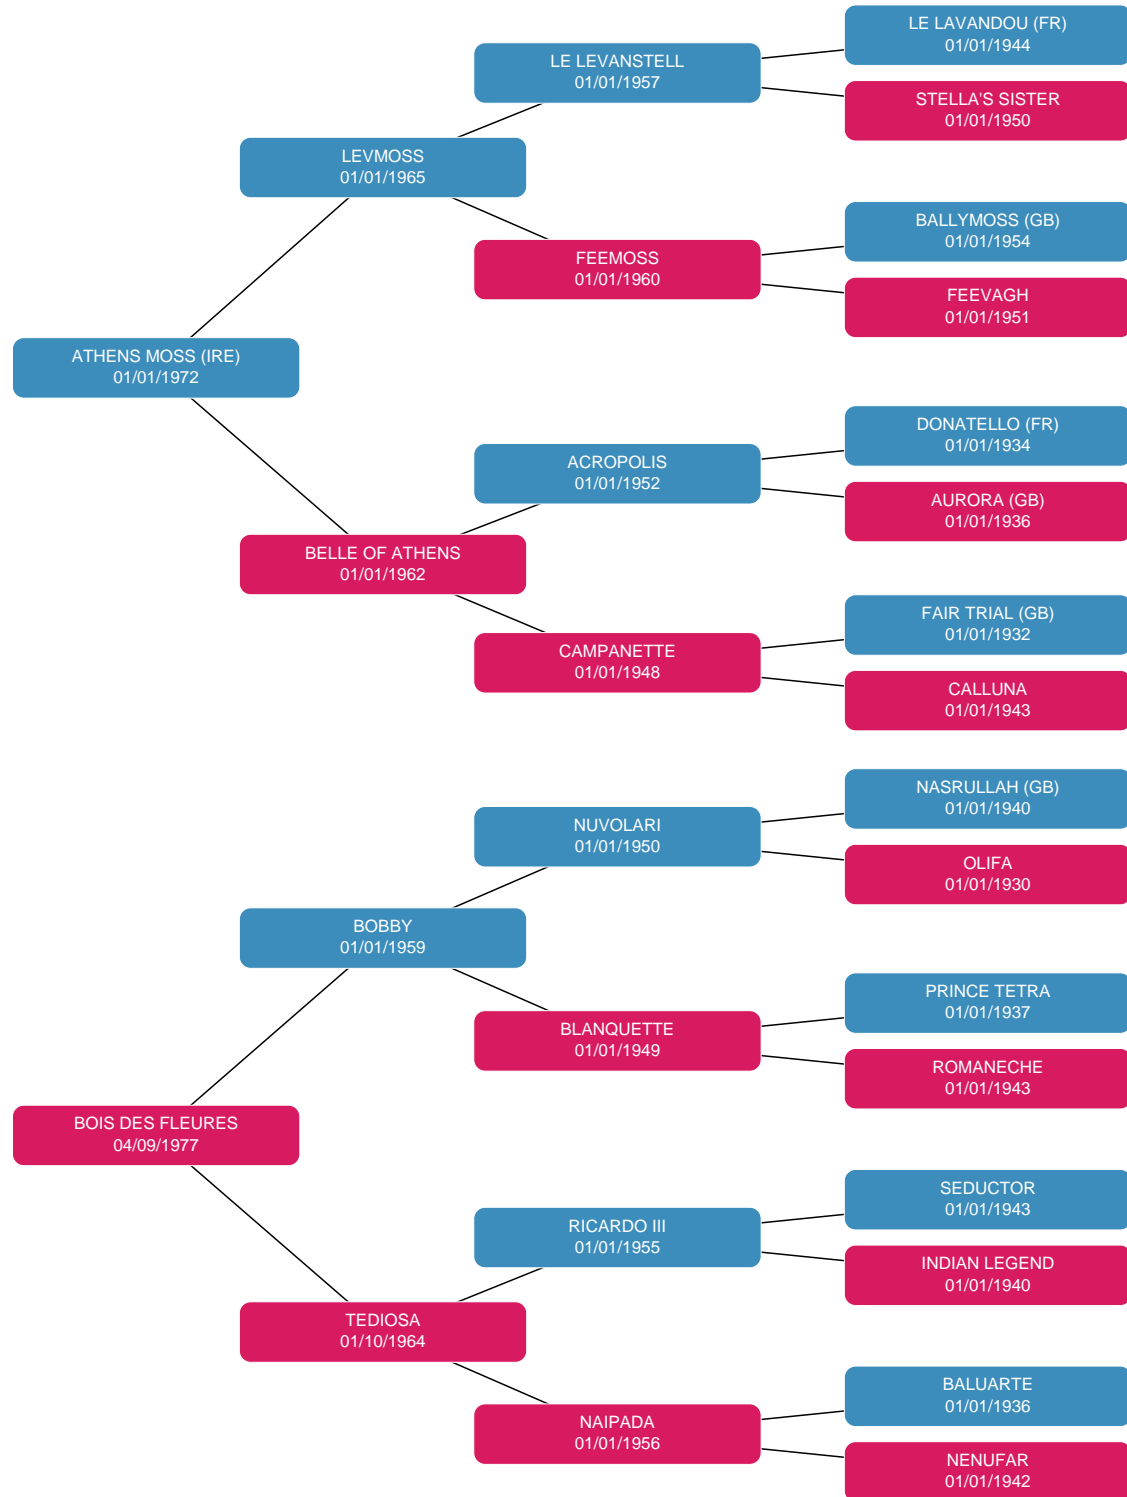 LE LAVANDOU (FR)
01/01/1944
LE LEVANSTELL
01/01/1957
STELLA'S SISTER
01/01/1950
LEVMOSS
01/01/1965
BALLYMOSS (GB)
01/01/1954
FEEMOSS
01/01/1960
FEEVAGH
01/01/1951
ATHENS MOSS (IRE)
01/01/1972
DONATELLO (FR)
01/01/1934
ACROPOLIS
01/01/1952
AURORA (GB)
01/01/1936
BELLE OF ATHENS
01/01/1962
FAIR TRIAL (GB)
01/01/1932
CAMPANETTE
01/01/1948
CALLUNA
01/01/1943
NASRULLAH (GB)
01/01/1940
NUVOLARI
01/01/1950
OLIFA
01/01/1930
BOBBY
01/01/1959
PRINCE TETRA
01/01/1937
BLANQUETTE
01/01/1949
ROMANECHE
01/01/1943
BOIS DES FLEURES
04/09/1977
SEDUCTOR
01/01/1943
RICARDO III
01/01/1955
INDIAN LEGEND
01/01/1940
TEDIOSA
01/10/1964
BALUARTE
01/01/1936
NAIPADA
01/01/1956
NENUFAR
01/01/1942